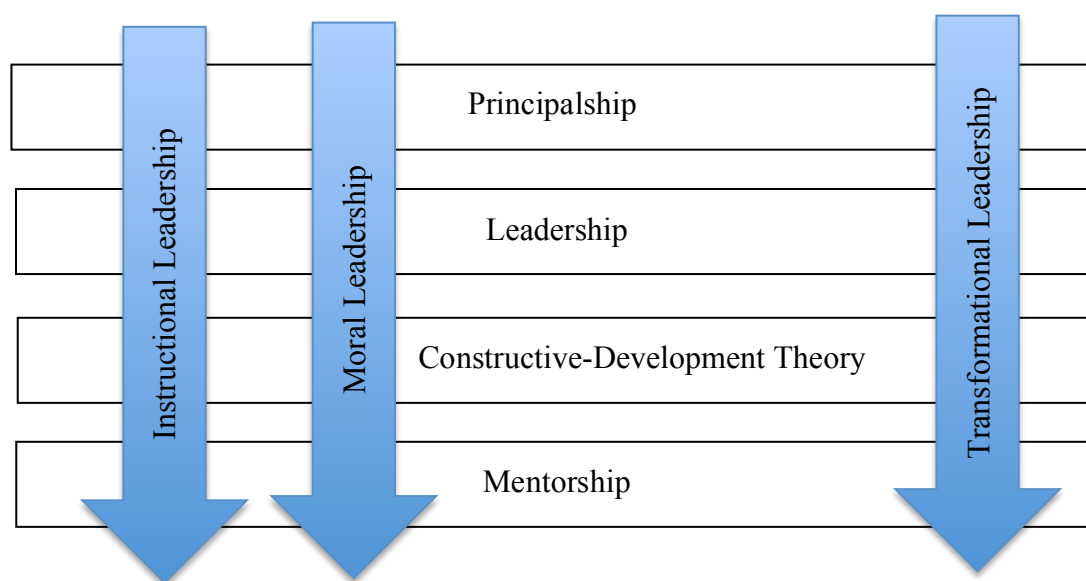 Principalship
Leadership
Constructive-Development Theory
Mentorship
Instructional Leadership
Moral Leadership
Transformational Leadership